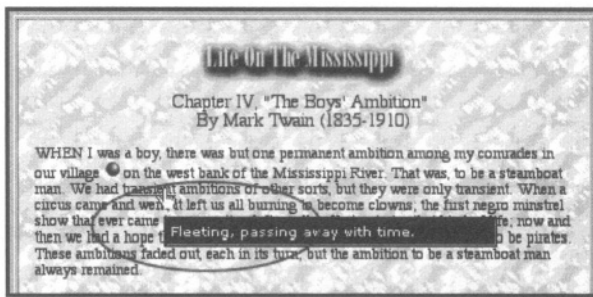 Life On The Mississippi
Chapter IV, "The Boys' Ambition"
By Mark Twain (1835-1910)
WHEN I was a boy, there was but one permanent ambition among my comrades in
our village on the west bank of the Mississippi River. That was, to be a steamboat
man. We had transient ambitions of other sorts, but they were only transient. When a
circus came and went, it left us all burning to become clowns, the first negro minstrel
show that ever came now and
Fleeting, passing away with time.
then we had a hope to be pirates.
These ambitions faded out, each in its turn, but the ambition to be a steamboat man
always remained.